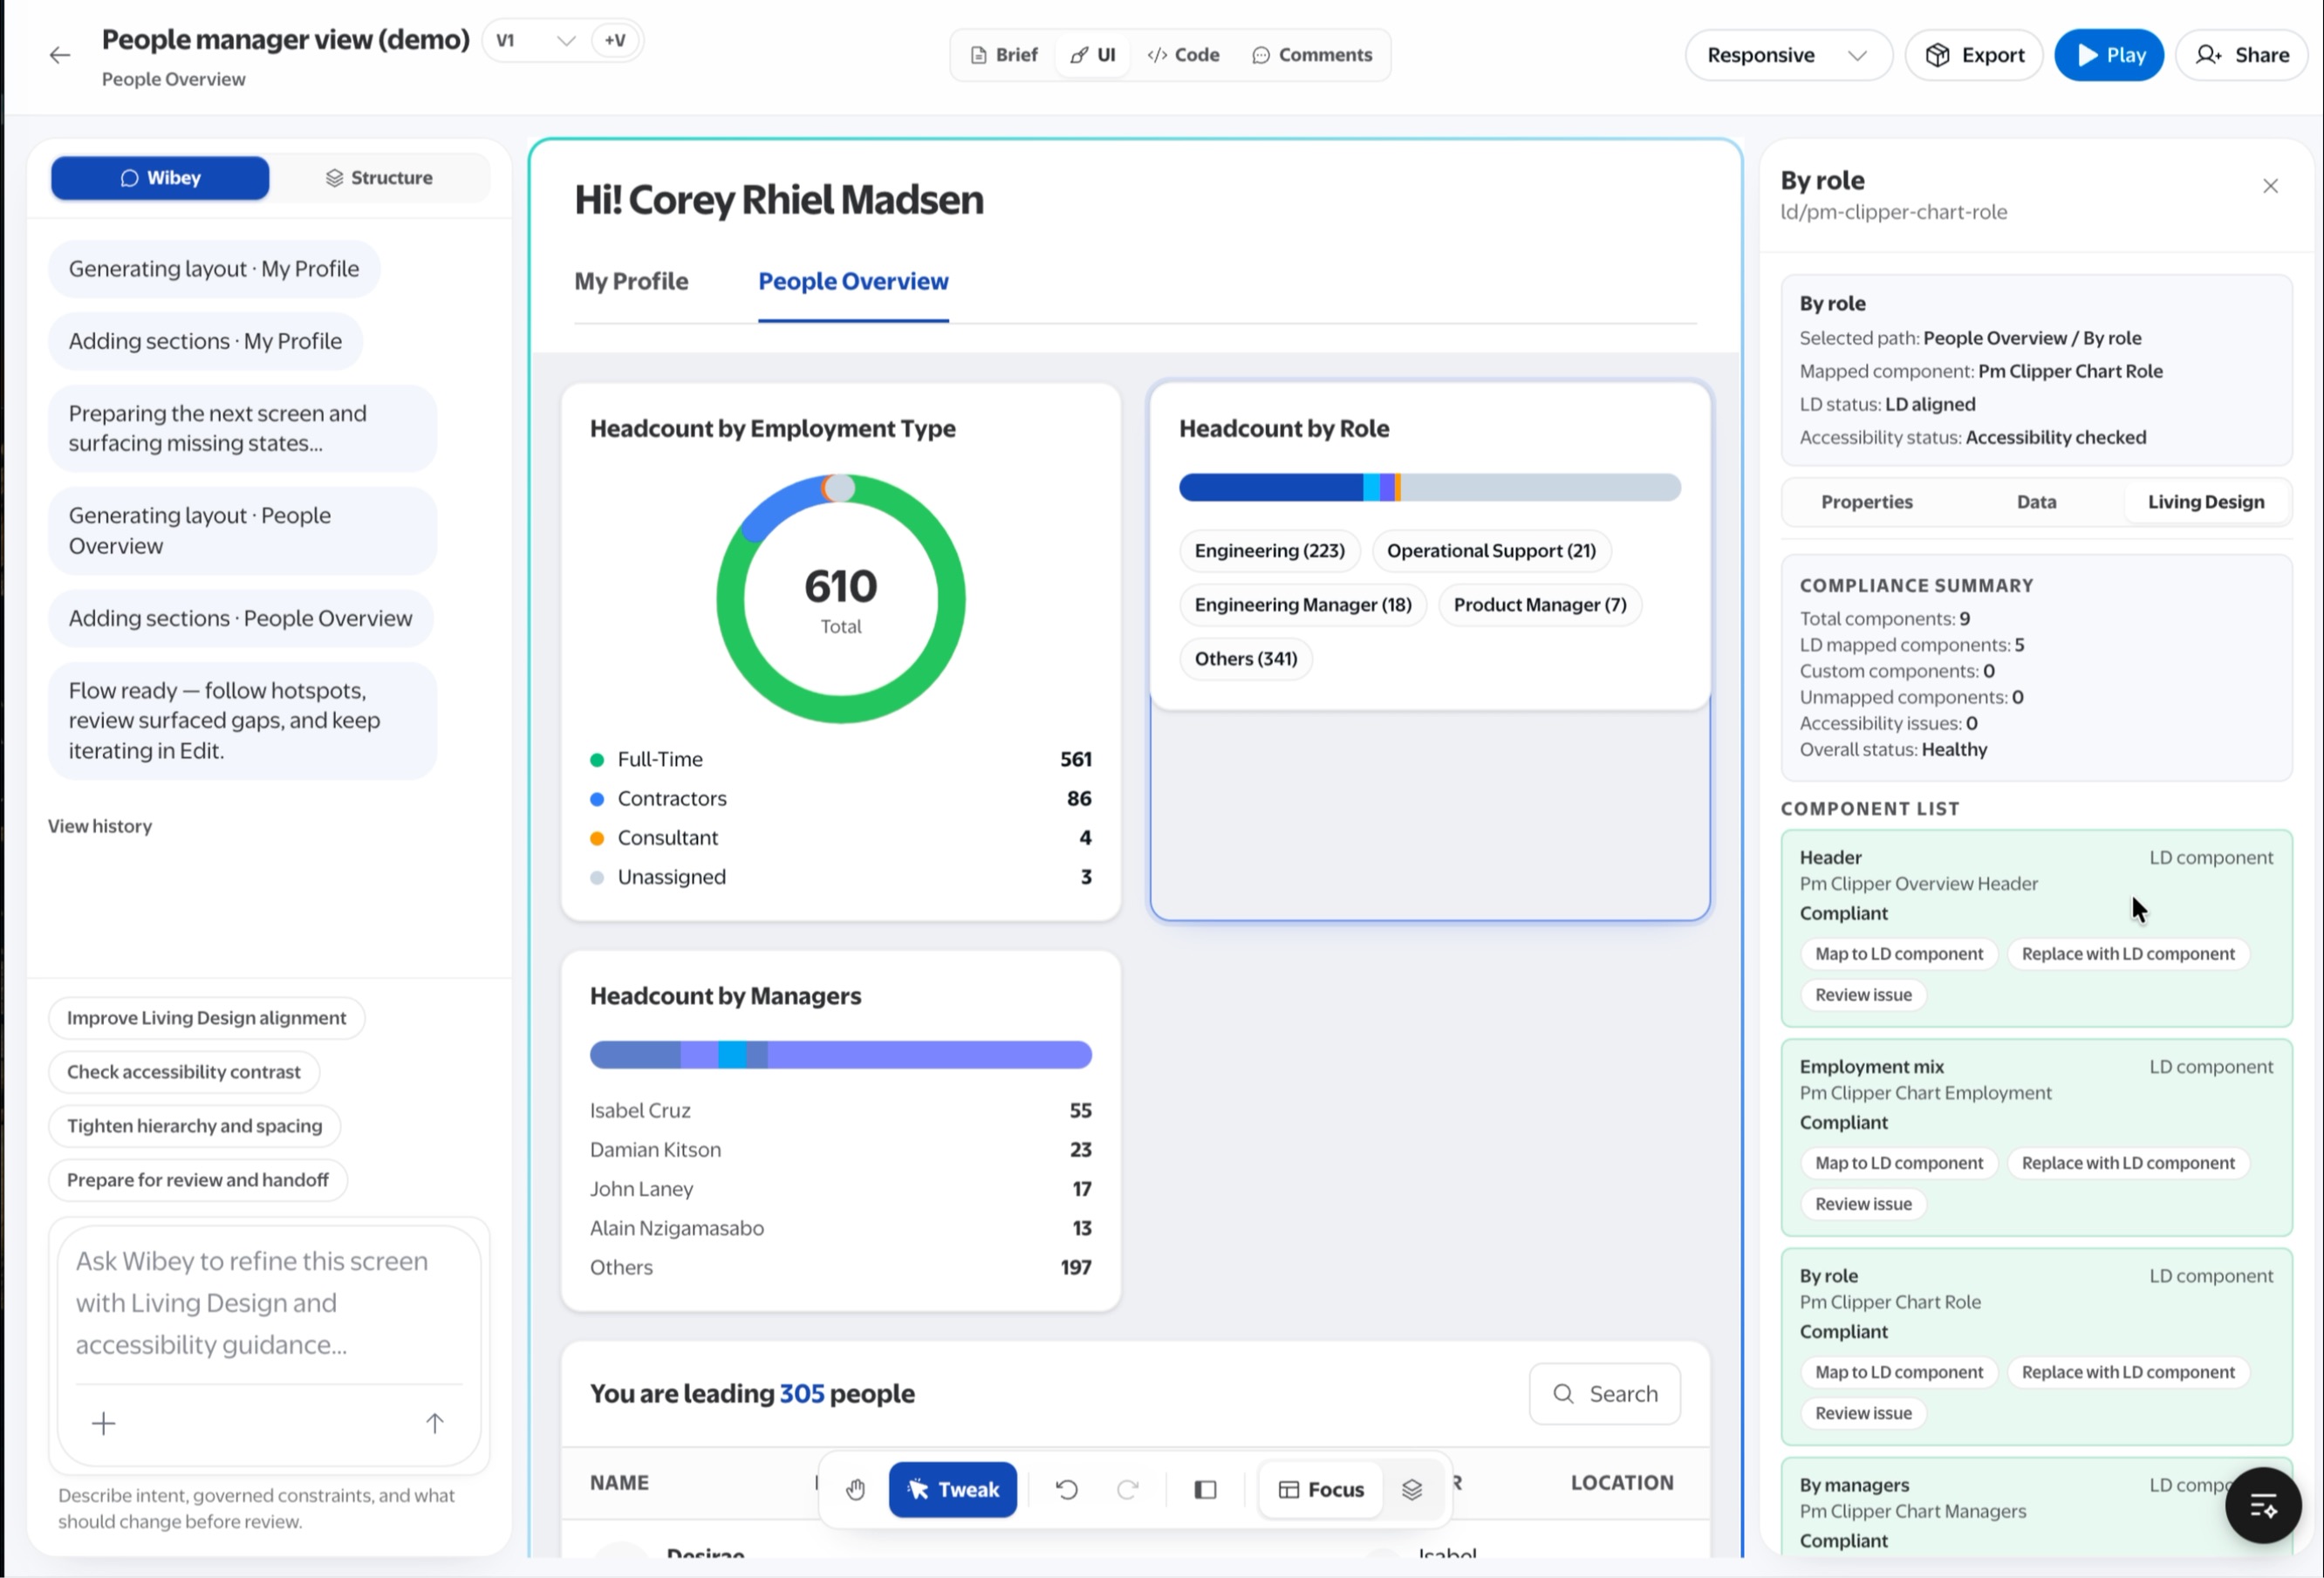 People manager view (demo)
V1
+V
People Overview
Brief
UI
Code
Comments
Responsive
Export
Play
Share
Wibey
Structure
Generating layout · My Profile
Adding sections · My Profile
Preparing the next screen and
surfacing missing states...
Generating layout · People
Overview
Adding sections · People Overview
Flow ready — follow hotspots,
review surfaced gaps, and keep
iterating in Edit.
View history
Improve Living Design alignment
Check accessibility contrast
Tighten hierarchy and spacing
Prepare for review and handoff
Ask Wibey to refine this screen
with Living Design and
accessibility guidance...
Describe intent, governed constraints, and what
should change before review.
Hi! Corey Rhiel Madsen
My Profile
People Overview
Headcount by Employment Type
610
Total
Full-Time 561
Contractors 86
Consultant 4
Unassigned 3
Headcount by Role
Engineering (223)
Operational Support (21)
Engineering Manager (18)
Product Manager (7)
Others (341)
Headcount by Managers
Isabel Cruz 55
Damian Kitson 23
John Laney 17
Alain Nzigamasabo 13
Others 197
You are leading 305 people
Search
NAME
LOCATION
Tweak
Focus
Desirae
Isabel
By role
ld/pm-clipper-chart-role
By role
Selected path: People Overview / By role
Mapped component: Pm Clipper Chart Role
LD status: LD aligned
Accessibility status: Accessibility checked
Properties
Data
Living Design
COMPLIANCE SUMMARY
Total components: 9
LD mapped components: 5
Custom components: 0
Unmapped components: 0
Accessibility issues: 0
Overall status: Healthy
COMPONENT LIST
Header LD component
Pm Clipper Overview Header
Compliant
Map to LD component
Replace with LD component
Review issue
Employment mix LD component
Pm Clipper Chart Employment
Compliant
Map to LD component
Replace with LD component
Review issue
By role LD component
Pm Clipper Chart Role
Compliant
Map to LD component
Replace with LD component
Review issue
By managers LD
Pm Clipper Chart Managers
Compliant